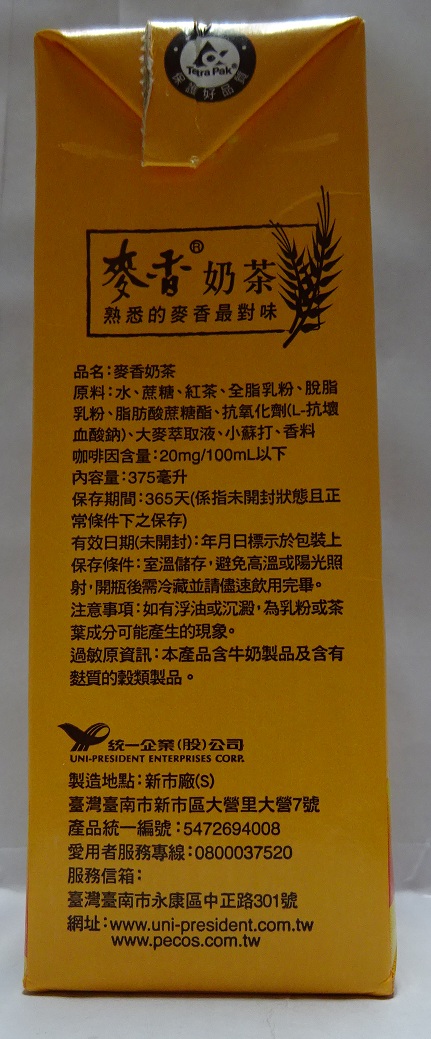 Tetra Pak®
保證好品質
麥香®奶茶
熟悉的麥香最對味
品名:麥香奶茶
原料:水、蔗糖、紅茶、全脂乳粉、脫脂
乳粉、脂肪酸蔗糖酯、抗氧化劑(L-抗壞
血酸鈉)、大麥萃取液、小蘇打、香料
咖啡因含量:20mg/100mL以下
內容量:375毫升
保存期間:365天(係指未開封狀態且正
常條件下之保存)
有效日期(未開封):年月日標示於包裝上
保存條件:室溫儲存,避免高溫或陽光照
射,開瓶後需冷藏並請儘速飲用完畢。
注意事項:如有浮油或沉澱,為乳粉或茶
葉成分可能產生的現象。
過敏原資訊:本產品含牛奶製品及含有
麩質的穀類製品。
統一企業(股)公司
UNI-PRESIDENT ENTERPRISES CORP.
製造地點:新市廠(S)
臺灣臺南市新市區大營里大營7號
產品統一編號:5472694008
愛用者服務專線:0800037520
服務信箱:
臺灣臺南市永康區中正路301號
網址:www.uni-president.com.tw
www.pecos.com.tw